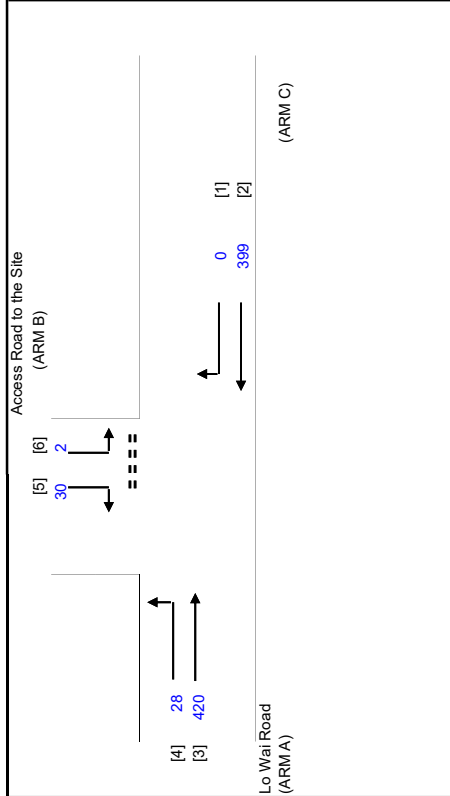 Access Road to the Site
(ARM B)
[5] [6]
30 2
(ARM C)
0 [1]
399 [2]
[4] 28
[3] 420
Lo Wai Road
(ARM A)